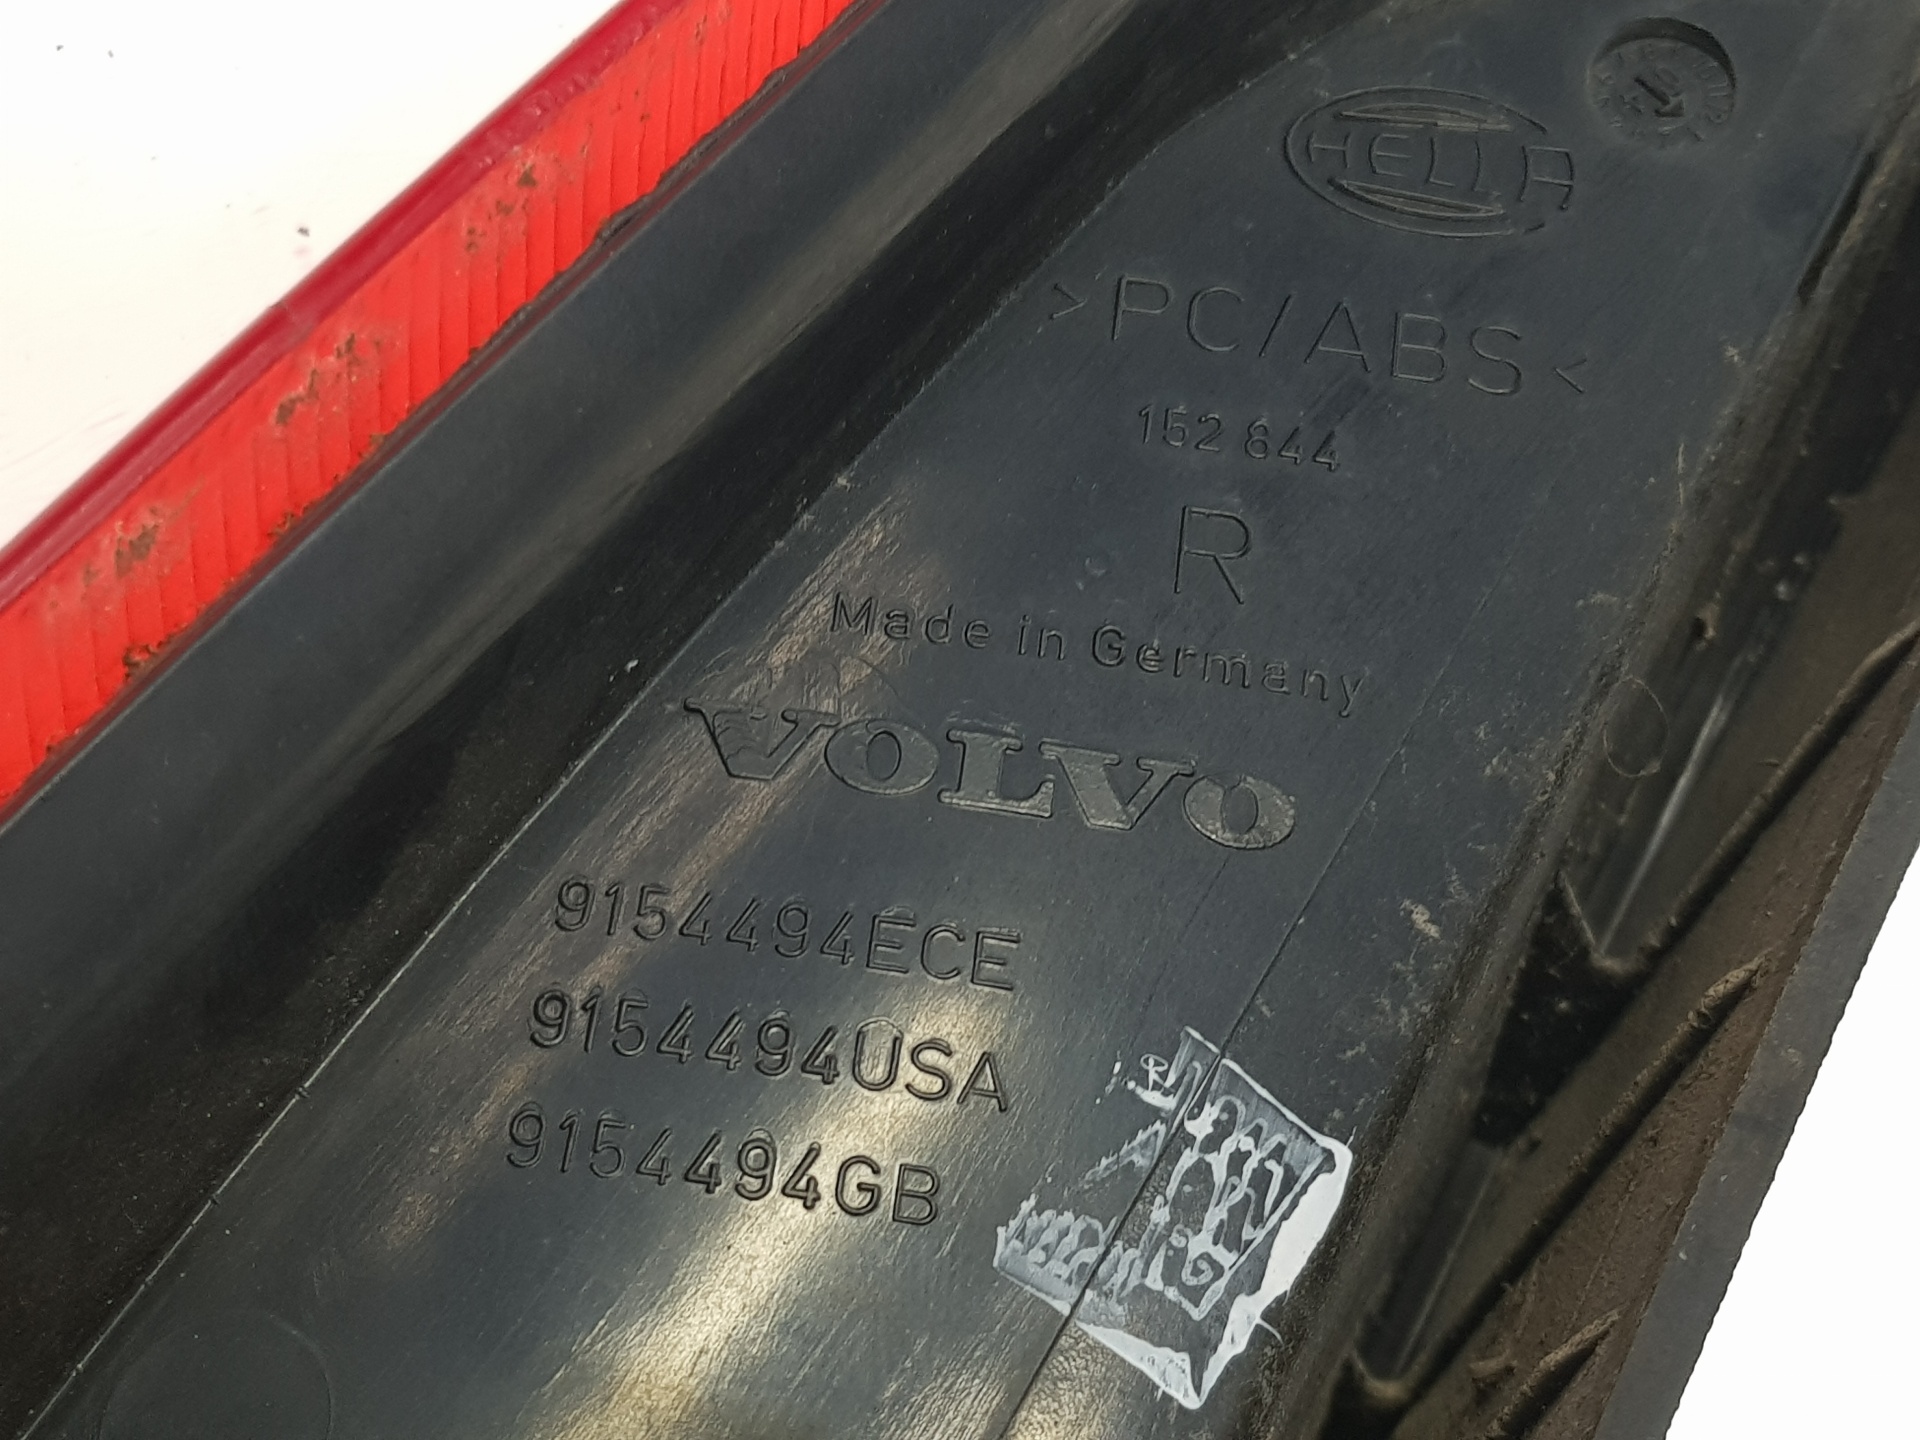 HELLA
>PC/ABS<
152 844
R
Made in Germany
VOLVO
9154494ECE
9154494USA
9154494GB